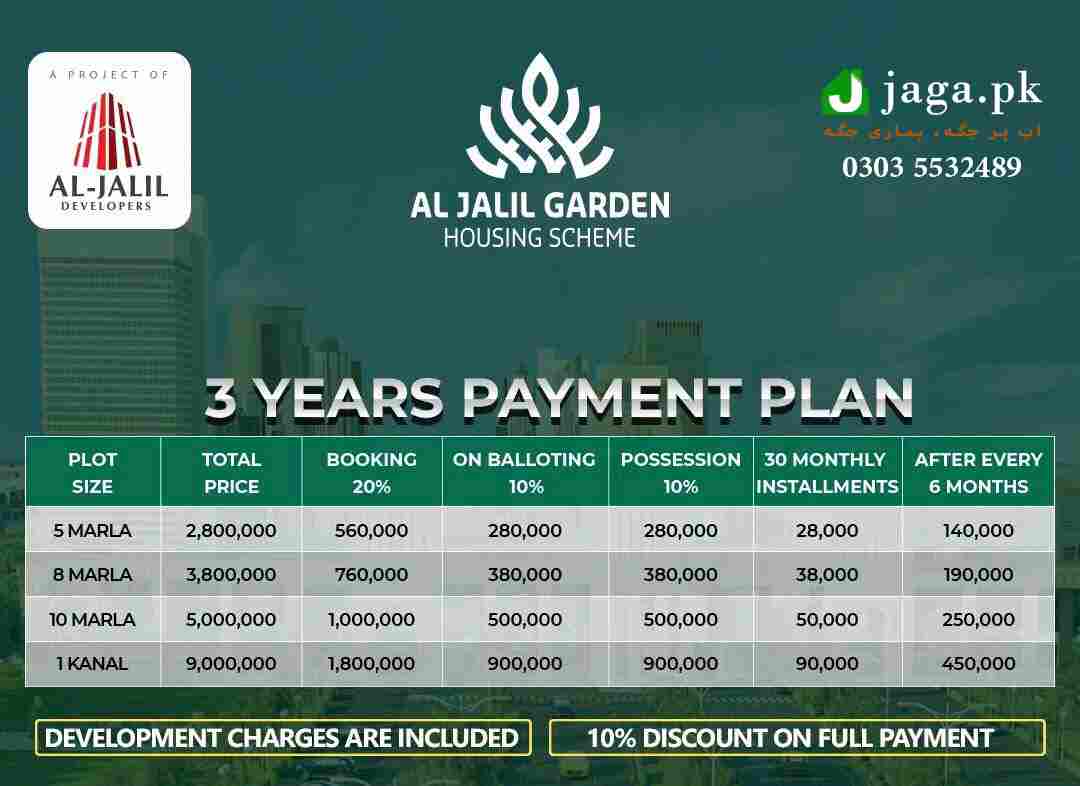 A PROJECT OF
AL-JALIL
DEVELOPERS
AL JALIL GARDEN
HOUSING SCHEME
jaga.pk
اب ہر جگہ، ہماری جگہ
0303 5532489
3 YEARS PAYMENT PLAN
PLOT SIZE TOTAL PRICE BOOKING 20% ON BALLOTING 10% POSSESSION 10% 30 MONTHLY INSTALLMENTS AFTER EVERY 6 MONTHS
5 MARLA 2,800,000 560,000 280,000 280,000 28,000 140,000
8 MARLA 3,800,000 760,000 380,000 380,000 38,000 190,000
10 MARLA 5,000,000 1,000,000 500,000 500,000 50,000 250,000
1 KANAL 9,000,000 1,800,000 900,000 900,000 90,000 450,000
DEVELOPMENT CHARGES ARE INCLUDED
10% DISCOUNT ON FULL PAYMENT